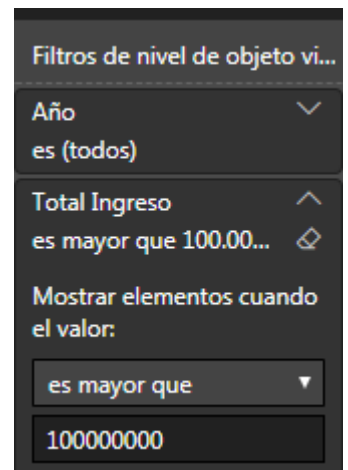 Filtros de nivel de objeto vi...
Año
es (todos)
Total Ingreso
es mayor que 100.00...
Mostrar elementos cuando
el valor:
es mayor que
100000000